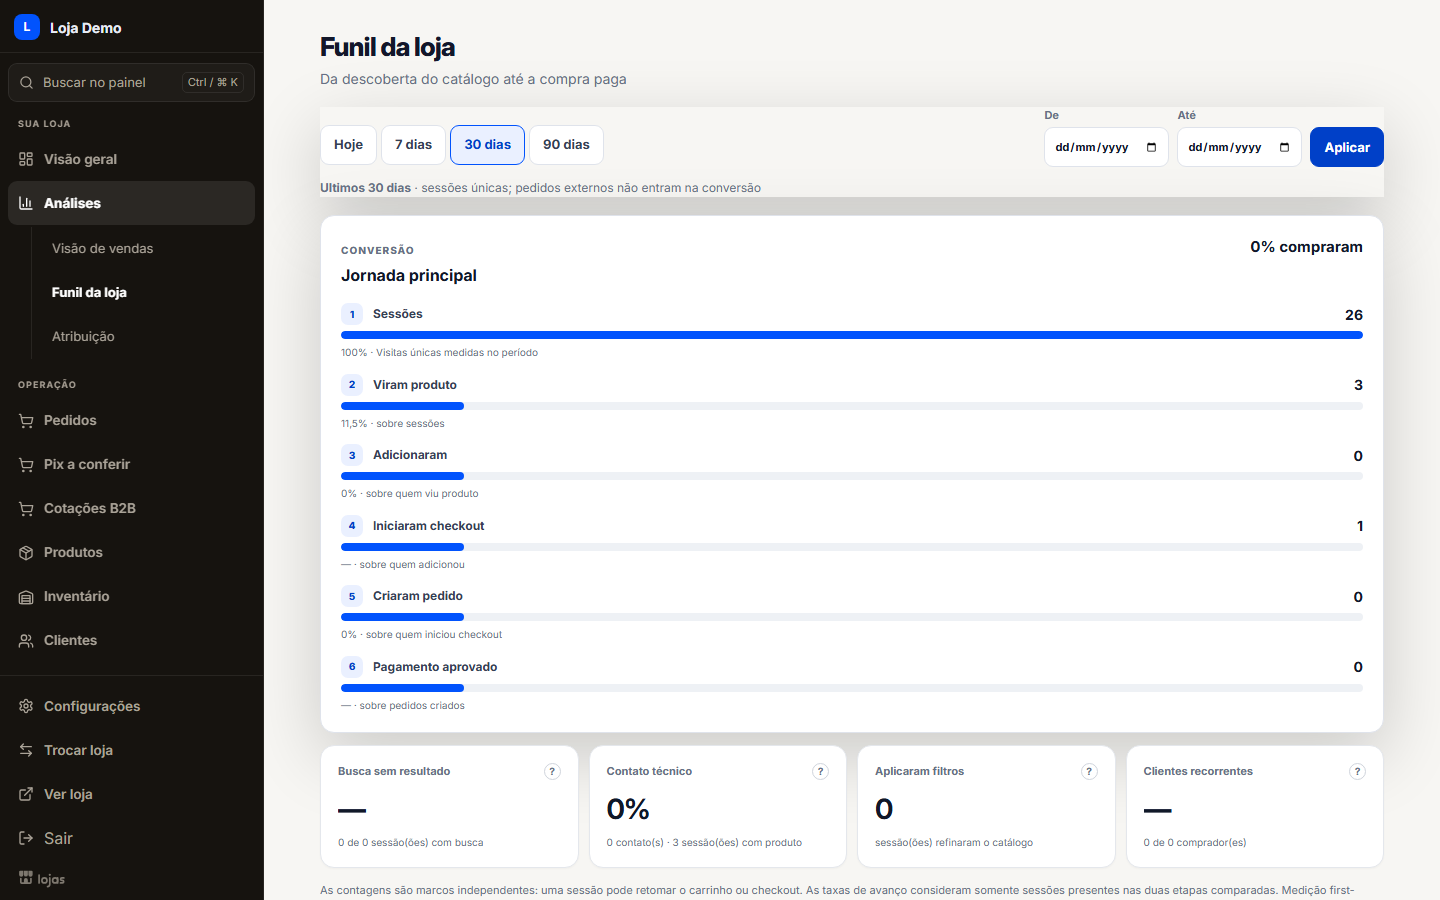 L Loja Demo
Buscar no painel Ctrl / ⌘ K
SUA LOJA
Visão geral
Análises
Visão de vendas
Funil da loja
Atribuição
OPERAÇÃO
Pedidos
Pix a conferir
Cotações B2B
Produtos
Inventário
Clientes
Configurações
Trocar loja
Ver loja
Sair
lojas
Funil da loja
Da descoberta do catálogo até a compra paga
De Até
Hoje 7 dias 30 dias 90 dias dd/mm/yyyy dd/mm/yyyy Aplicar
Ultimos 30 dias · sessões únicas; pedidos externos não entram na conversão
CONVERSÃO 0% compraram
Jornada principal
1 Sessões 26
100% · Visitas únicas medidas no período
2 Viram produto 3
11,5% · sobre sessões
3 Adicionaram 0
0% · sobre quem viu produto
4 Iniciaram checkout 1
— · sobre quem adicionou
5 Criaram pedido 0
0% · sobre quem iniciou checkout
6 Pagamento aprovado 0
— · sobre pedidos criados
Busca sem resultado ?
—
0 de 0 sessão(ões) com busca
Contato técnico ?
0%
0 contato(s) · 3 sessão(ões) com produto
Aplicaram filtros ?
0
sessão(ões) refinaram o catálogo
Clientes recorrentes ?
—
0 de 0 comprador(es)
As contagens são marcos independentes: uma sessão pode retomar o carrinho ou checkout. As taxas de avanço consideram somente sessões presentes nas duas etapas comparadas. Medição first-